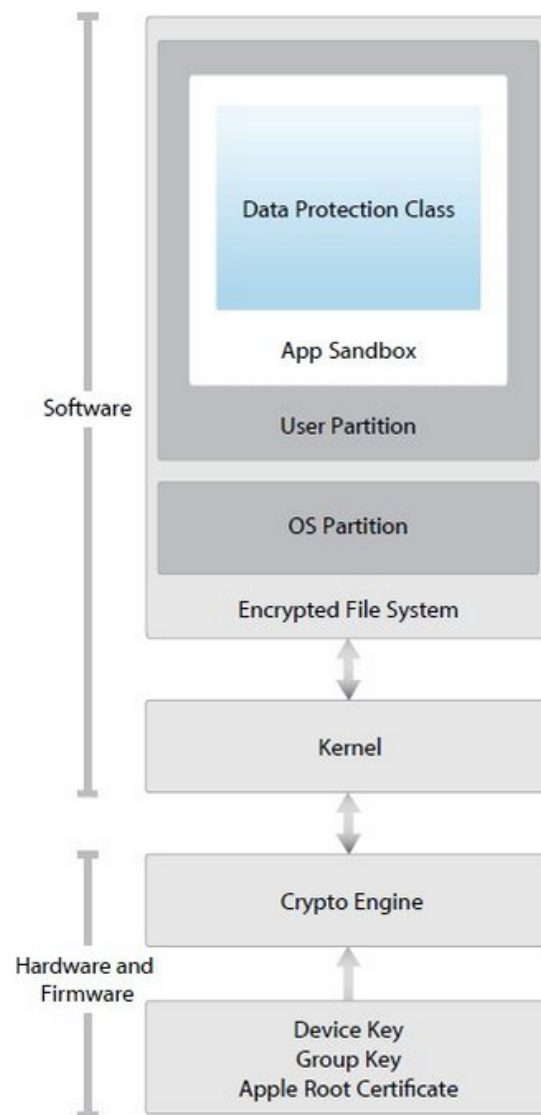 Data Protection Class
App Sandbox
User Partition
OS Partition
Encrypted File System
Software
Kernel
Crypto Engine
Hardware and
Firmware
Device Key
Group Key
Apple Root Certificate